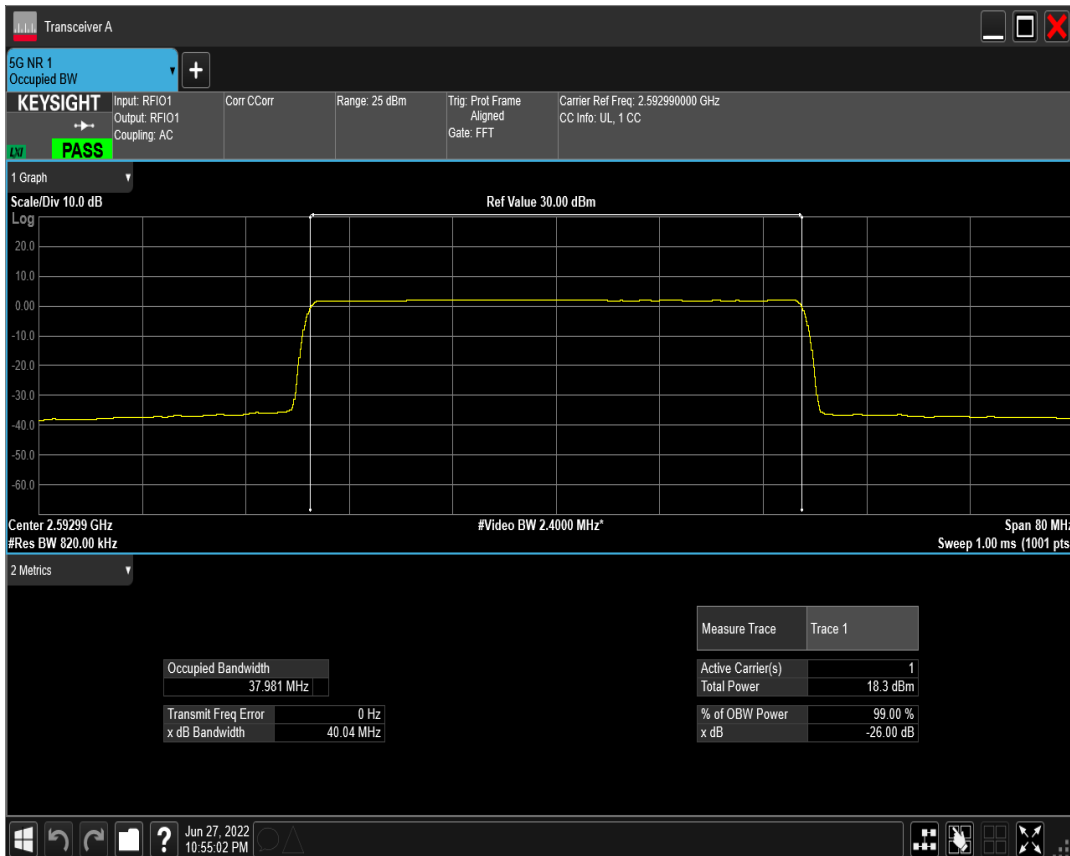 Transceiver A
5G NR 1
Occupied BW
+
KEYSIGHT
LXI
PASS
Input: RFIO1
Output: RFIO1
Coupling: AC
Corr CCorr
Range: 25 dBm
Trig: Prot Frame
Aligned
Gate: FFT
Carrier Ref Freq: 2.592990000 GHz
CC Info: UL, 1 CC
1 Graph
Scale/Div 10.0 dB
Ref Value 30.00 dBm
Log
20.0
10.0
0.00
-10.0
-20.0
-30.0
-40.0
-50.0
-60.0
Center 2.59299 GHz
#Video BW 2.4000 MHz*
Span 80 MHz
#Res BW 820.00 kHz
Sweep 1.00 ms (1001 pts
2 Metrics
Measure Trace Trace 1
Occupied Bandwidth
37.981 MHz
Active Carrier(s) 1
Total Power 18.3 dBm
Transmit Freq Error 0 Hz
x dB Bandwidth 40.04 MHz
% of OBW Power 99.00 %
x dB -26.00 dB
?
Jun 27, 2022
10:55:02 PM